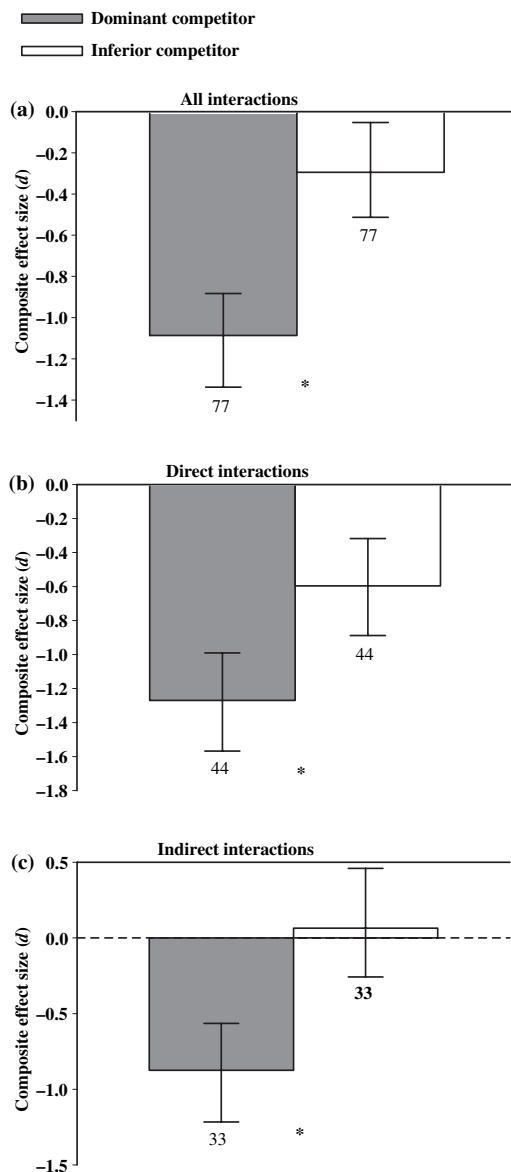 Dominant competitor
Inferior competitor
(a)
All interactions
Composite effect size (d)
0.0
−0.2
−0.4
−0.6
−0.8
−1.0
−1.2
−1.4
77
77
*
(b)
Direct interactions
Composite effect size (d)
0.0
−0.2
−0.4
−0.6
−0.8
−1.0
−1.2
−1.4
−1.6
−1.8
44
44
*
(c)
Indirect interactions
Composite effect size (d)
0.5
0.0
−0.5
−1.0
−1.5
33
33
*